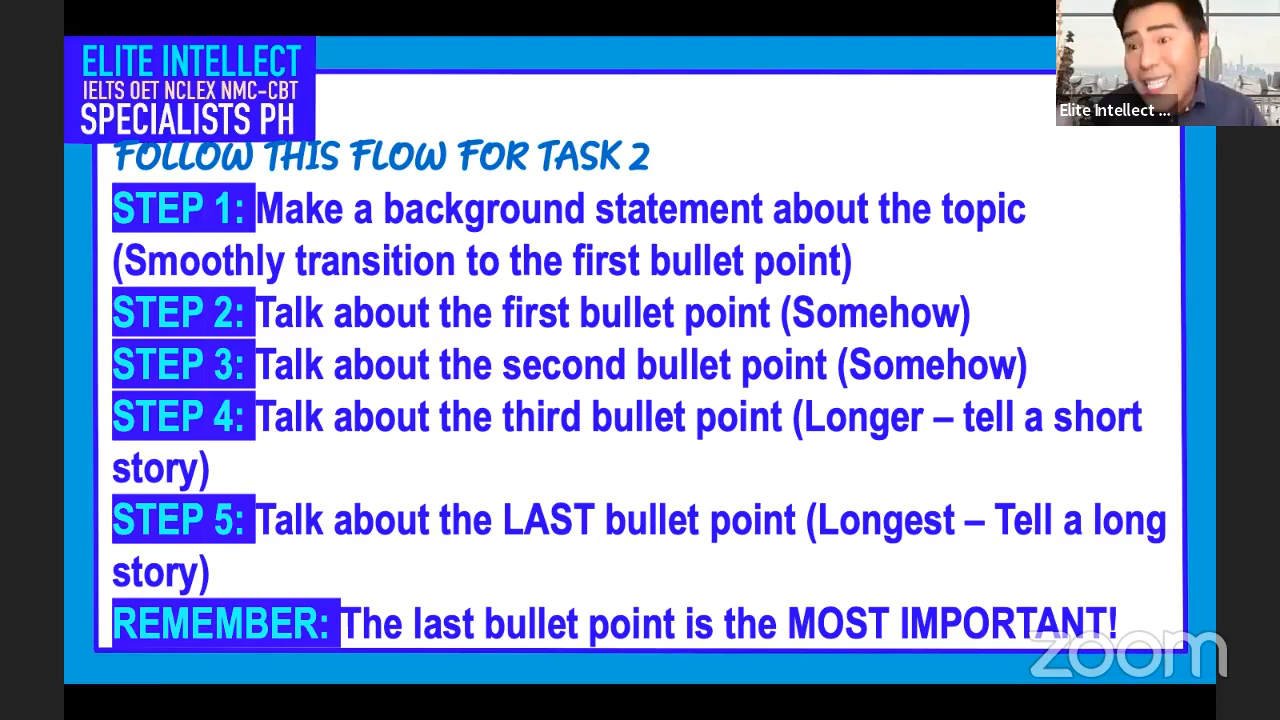 ELITE INTELLECT
IELTS OET NCLEX NMC-CBT
SPECIALISTS PH
Elite Intellect ...
FOLLOW THIS FLOW FOR TASK 2
STEP 1: Make a background statement about the topic
(Smoothly transition to the first bullet point)
STEP 2: Talk about the first bullet point (Somehow)
STEP 3: Talk about the second bullet point (Somehow)
STEP 4: Talk about the third bullet point (Longer – tell a short
story)
STEP 5: Talk about the LAST bullet point (Longest – Tell a long
story)
REMEMBER: The last bullet point is the MOST IMPORTANT!
zoom